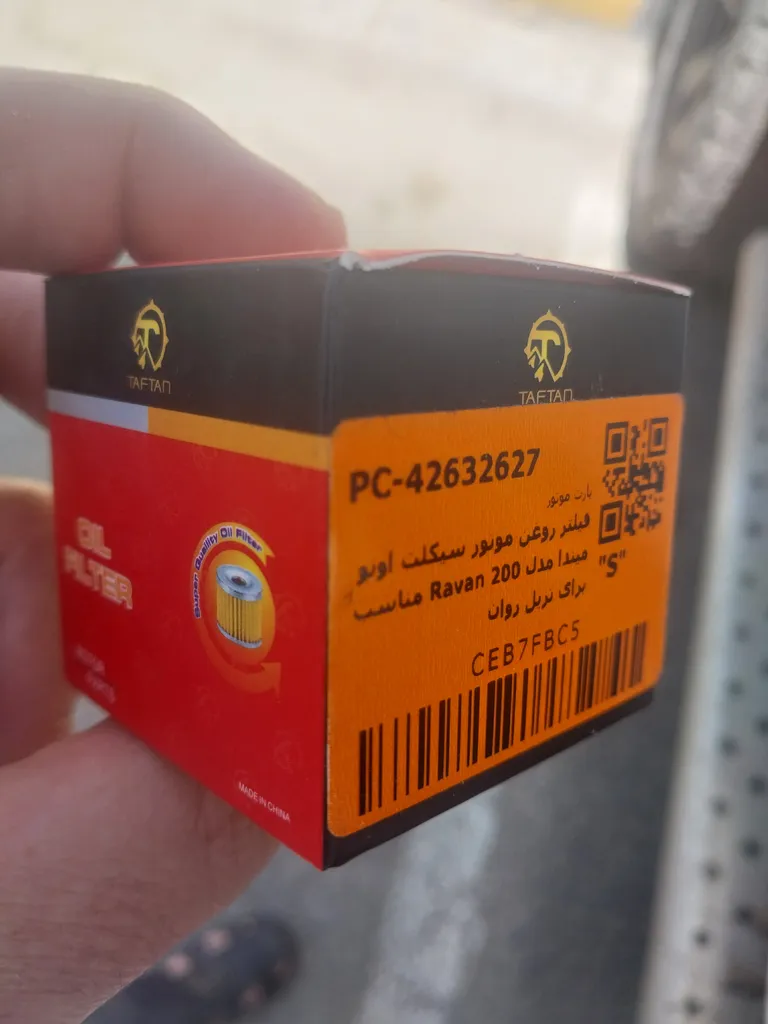 TAFTAN
OIL
FILTER
Super Quality Oil Filter
MADE IN CHINA
TAFTAN
PC-42632627
پارت موتور
فیلتر روغن موتور سیکلت اویو
میندا مدل Ravan 200 مناسب
برای تریل روان
"S"
CEB7FBC5